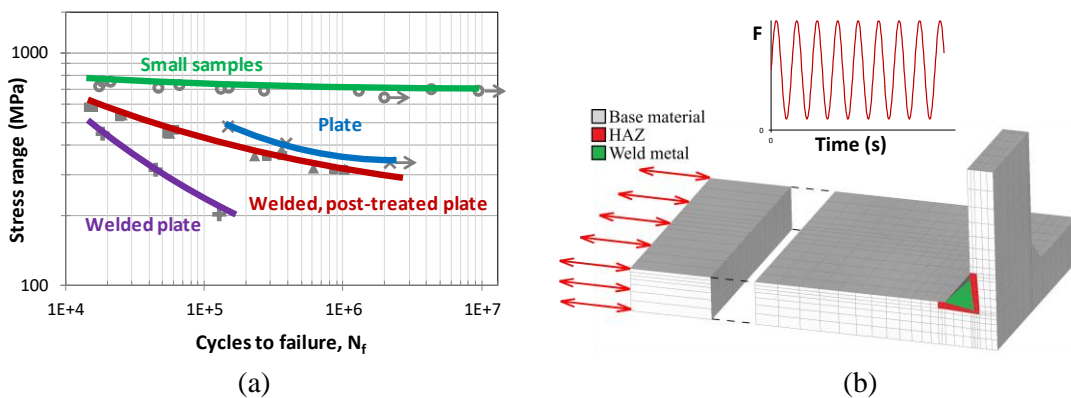 1000
Small samples
Plate
Welded plate
Welded, post-treated plate
100
1E+4
1E+5
1E+6
1E+7
Stress range (MPa)
Cycles to failure, Nf
(a)
F
0
Time (s)
Base material
HAZ
Weld metal
(b)